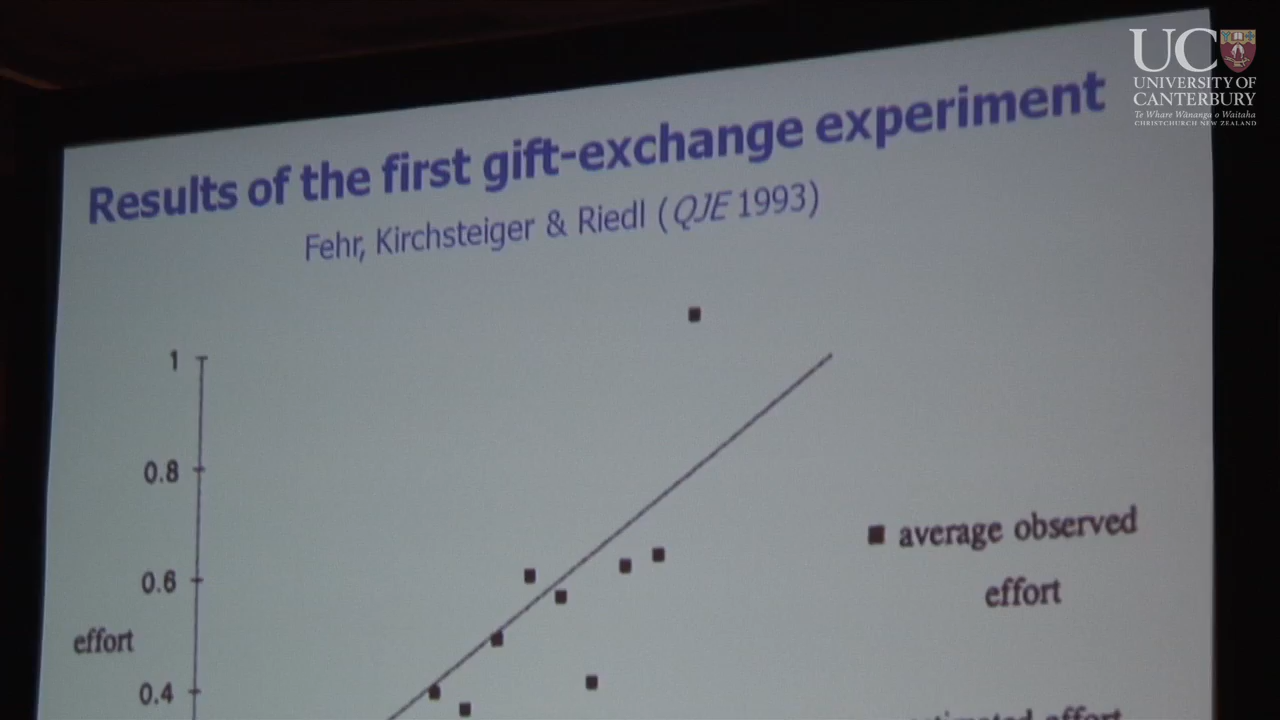 UC
UNIVERSITY OF
CANTERBURY
Te Whare Wānanga o Waitaha
CHRISTCHURCH NEW ZEALAND
Results of the first gift-exchange experiment
Fehr, Kirchsteiger & Riedl (QJE 1993)
1
0.8
0.6
effort
0.4
average observed
effort
effort